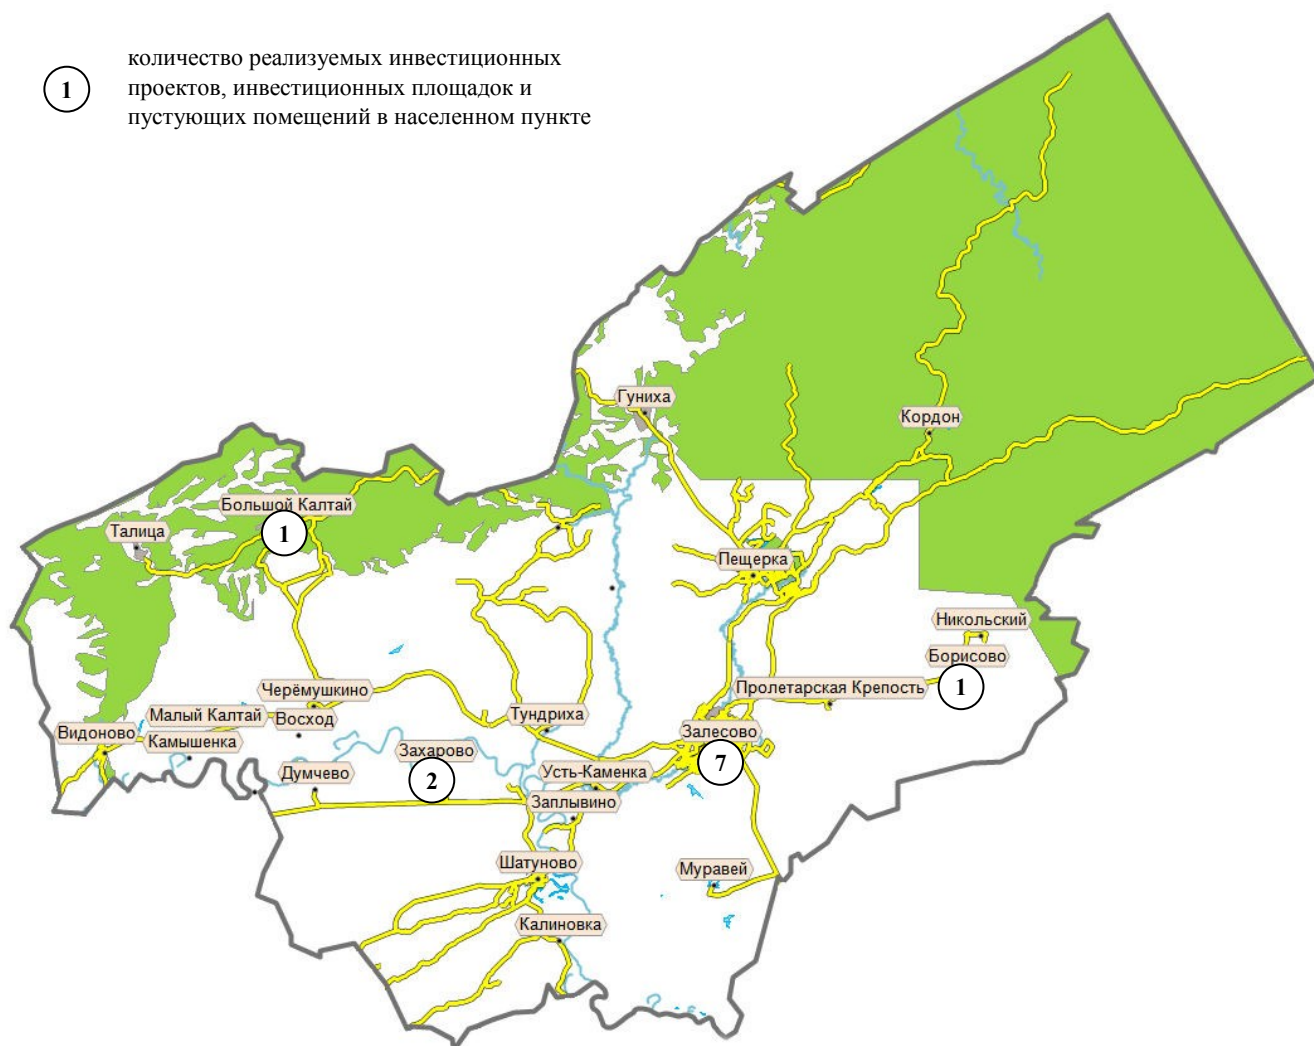 количество реализуемых инвестиционных
1
проектов, инвестиционных площадок и
пустующих помещений в населенном пункте
Гуниха
Кордон
Большой Калтай
1
Талица
Пещерка
Никольский
Борисово
1
Пролетарская Крепость
Черёмушкино
Малый Калтай
Восход
Тундриха
Видоново
Камышенка
Залесово
7
Захарово
2
Думчево
Усть-Каменка
Заплывино
Шатуново
Муравей
Калиновка